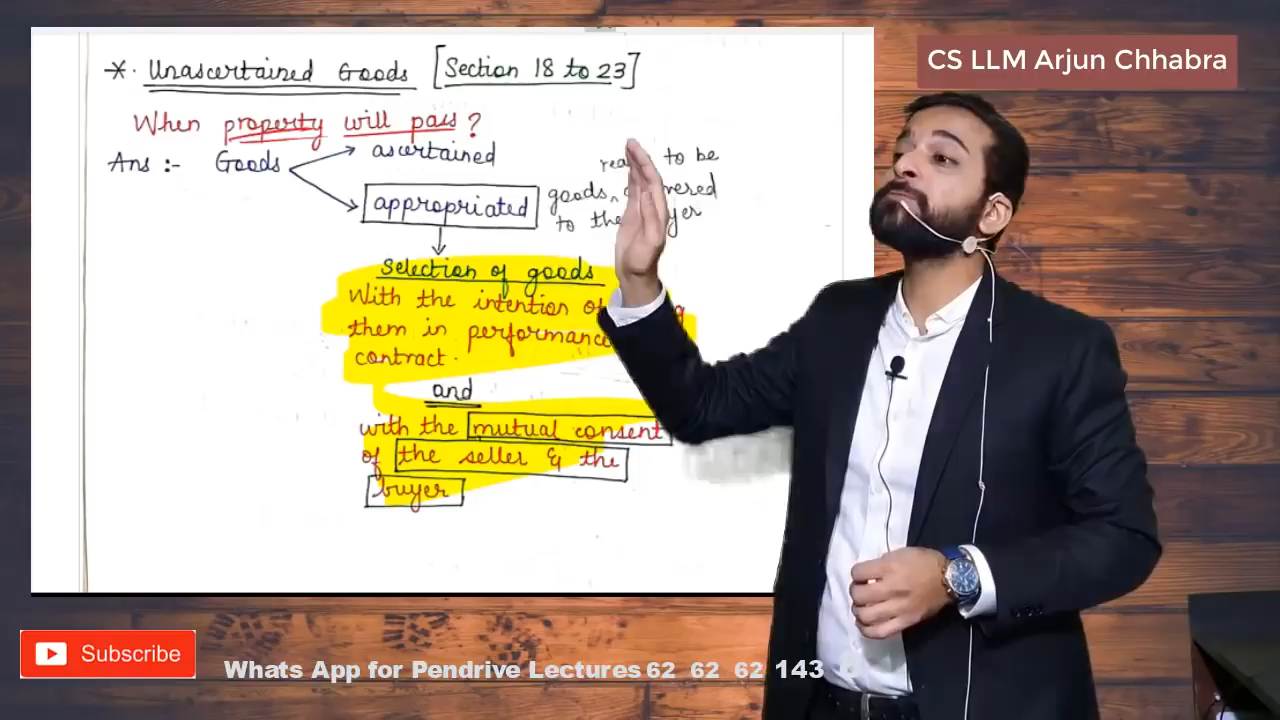 CS LLM Arjun Chhabra
* . Unascertained Goods [Section 18 to 23]
When property will pass?
Ans :- Goods
ascertained
appropriated
to be
goods,
to
Selection of goods
With the intention
them in performance
contract.
and
with the mutual consent
of the seller & the
buyer
Subscribe
Whats App for Pendrive Lectures 62 62 62 143